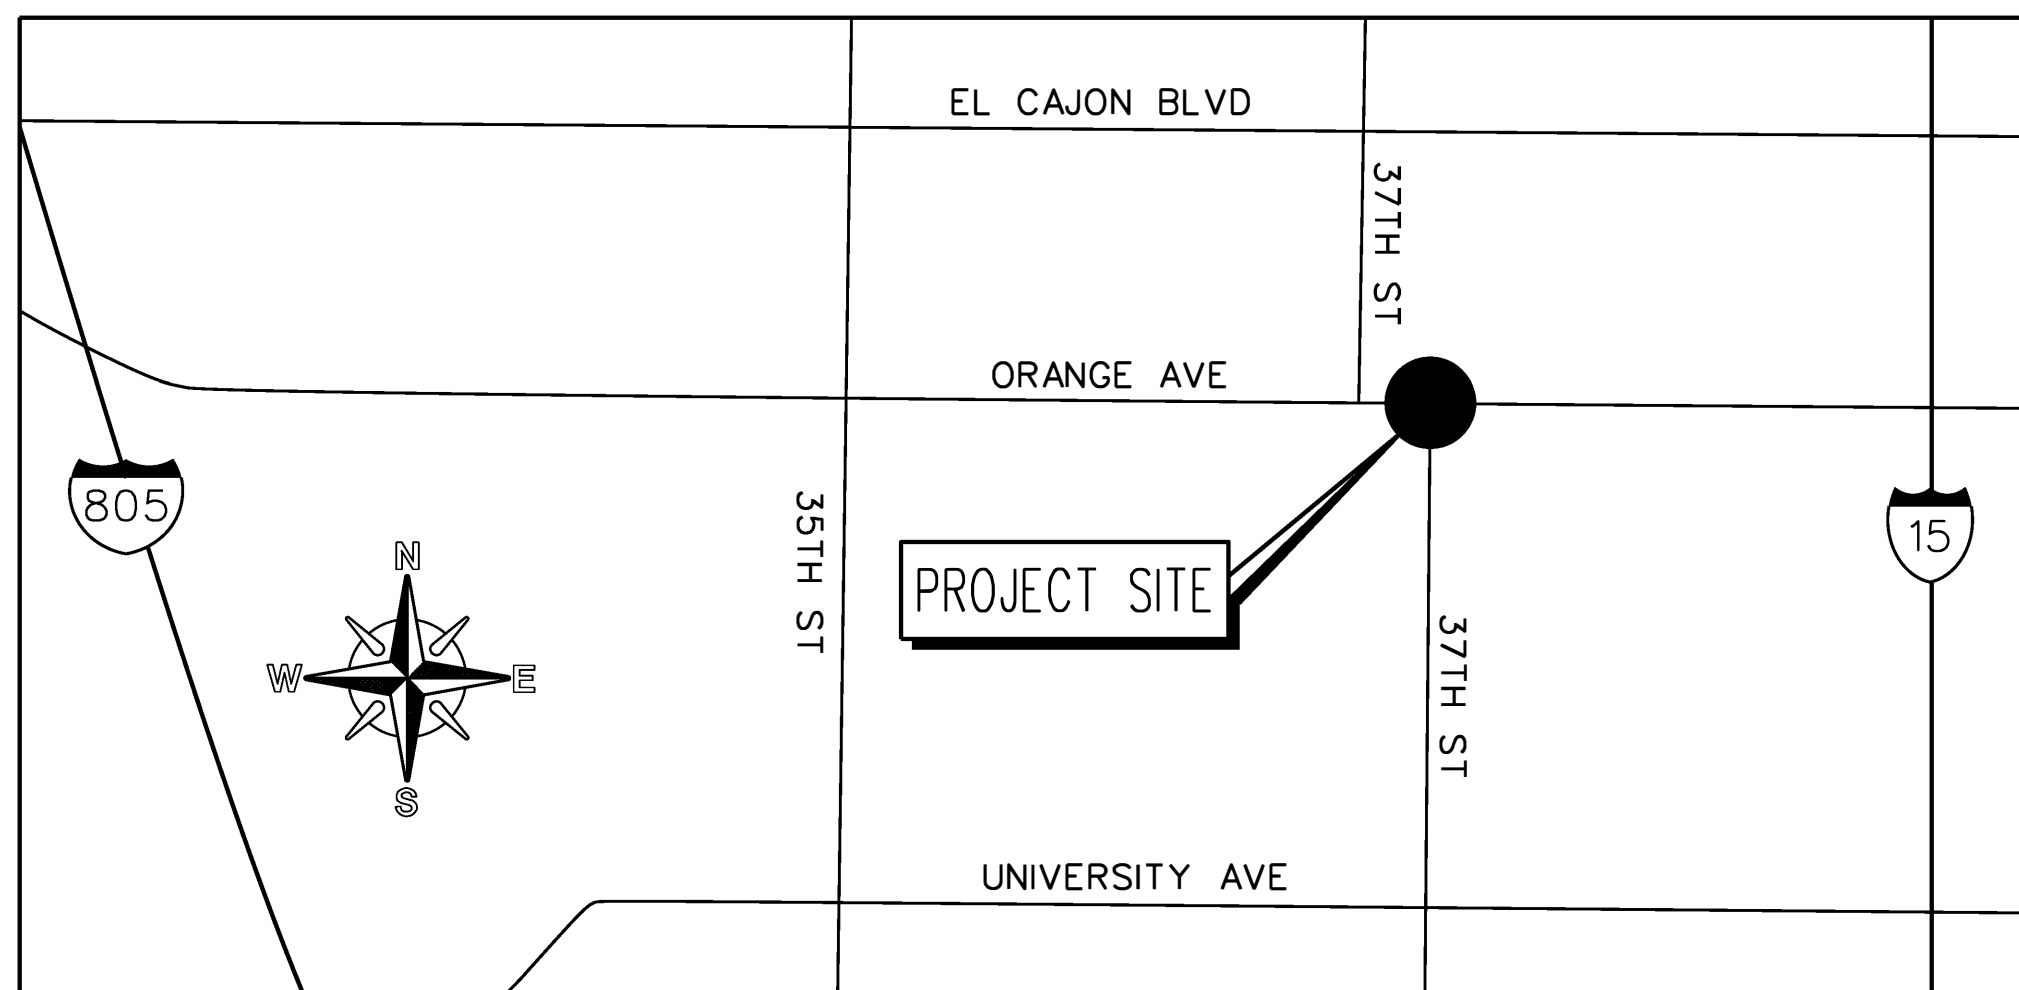 EL CAJON BLVD
37TH ST
ORANGE AVE
805
35TH ST
15
N
PROJECT SITE
W
E
37TH ST
S
UNIVERSITY AVE